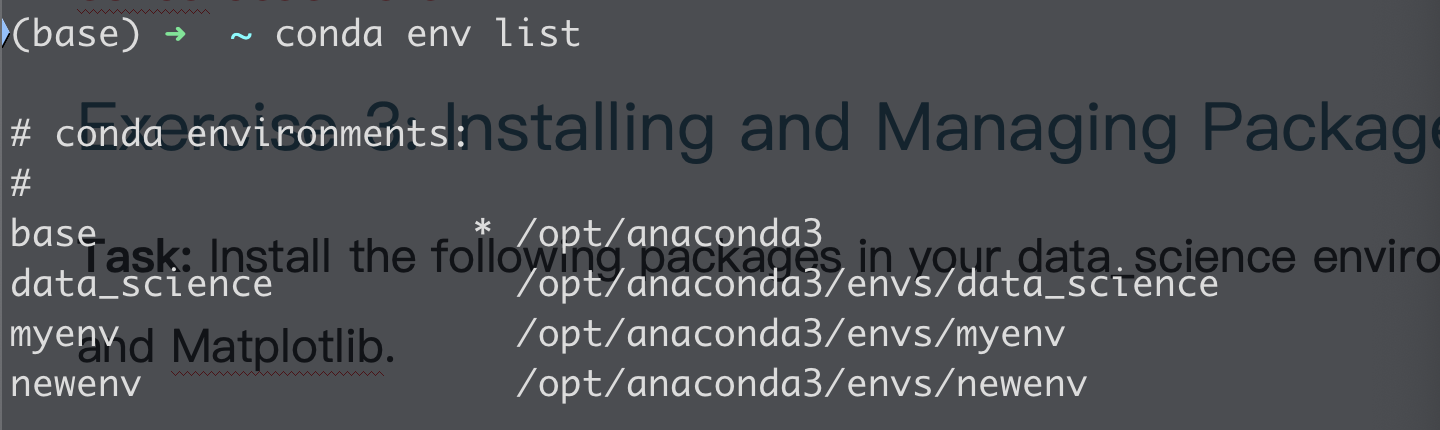 (base) ➜ ~ conda env list
Exercise 3: Installing and Managing Package
# conda environments:
#
base * /opt/anaconda3
Task: Install the following packages in your data_science enviro
data_science /opt/anaconda3/envs/data_science
myenv /opt/anaconda3/envs/myenv
and Matplotlib.
newenv /opt/anaconda3/envs/newenv